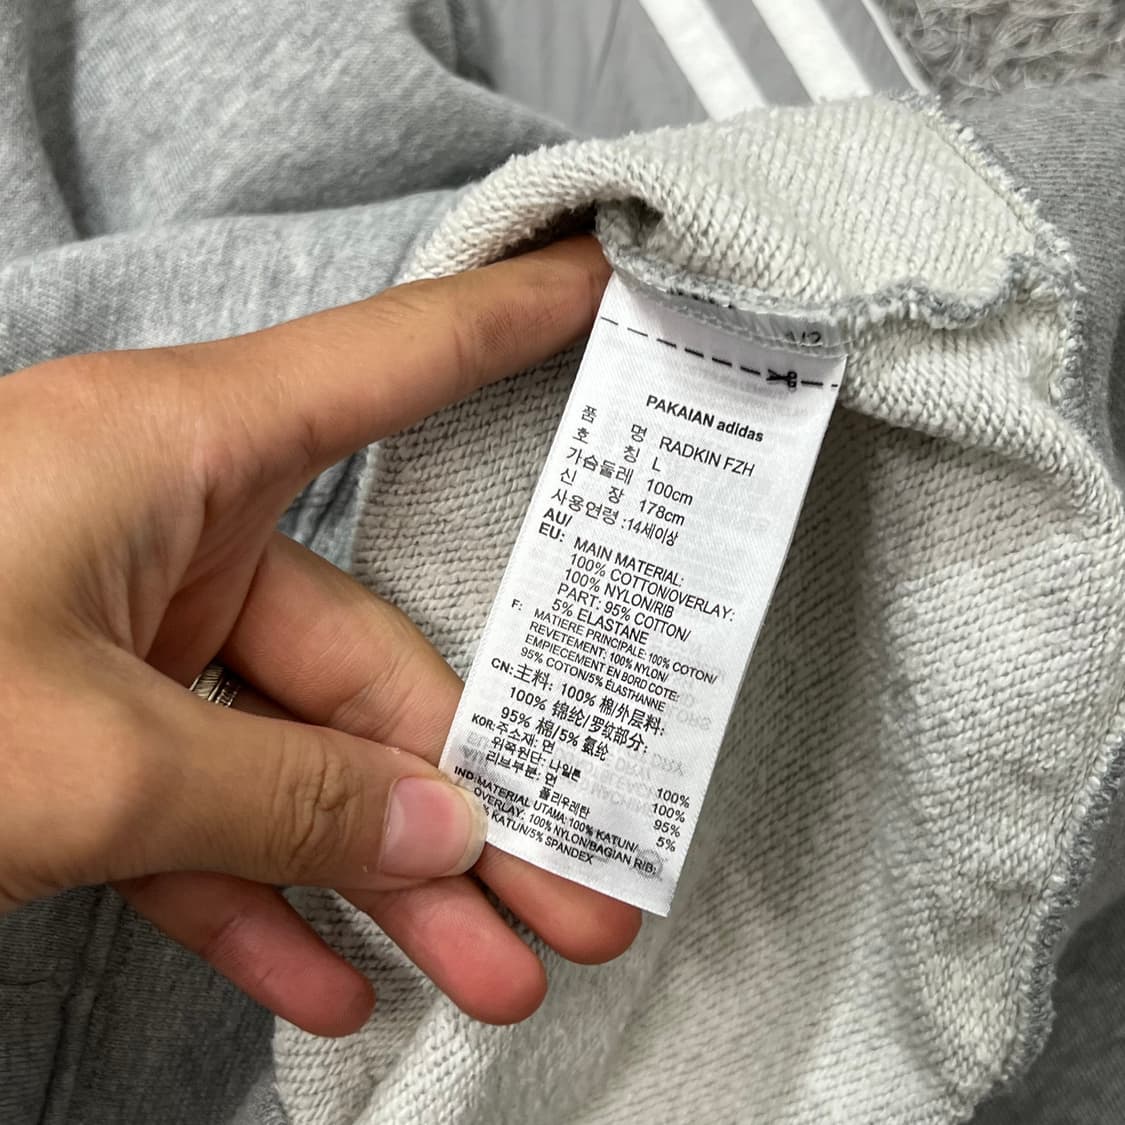 PAKAIAN adidas
품 명 RADKIN FZH
호 칭 L
가슴둘레 100cm
신 장 178cm
사용연령 :14세이상
AU/
EU: MAIN MATERIAL:
100% COTTON/OVERLAY:
100% NYLON/RIB
PART: 95% COTTON/
5% ELASTANE
F: MATIERE PRINCIPALE: 100% COTON/
REVETEMENT: 100% NYLON/
EMPIECEMENT EN BORD COTE:
95% COTON/5% ÉLASTHANNE
CN: 主料: 100% 棉/外层料:
100% 锦纶/罗纹部分:
95% 棉/5% 氨纶
KOR: 주소재: 면 100%
위쪽원단: 나일론 100%
리브부분: 면 95%
폴리우레탄 5%
IND: MATERIAL UTAMA: 100% KATUN/
OVERLAY: 100% NYLON/BAGIAN RIB:
% KATUN/5% SPANDEX